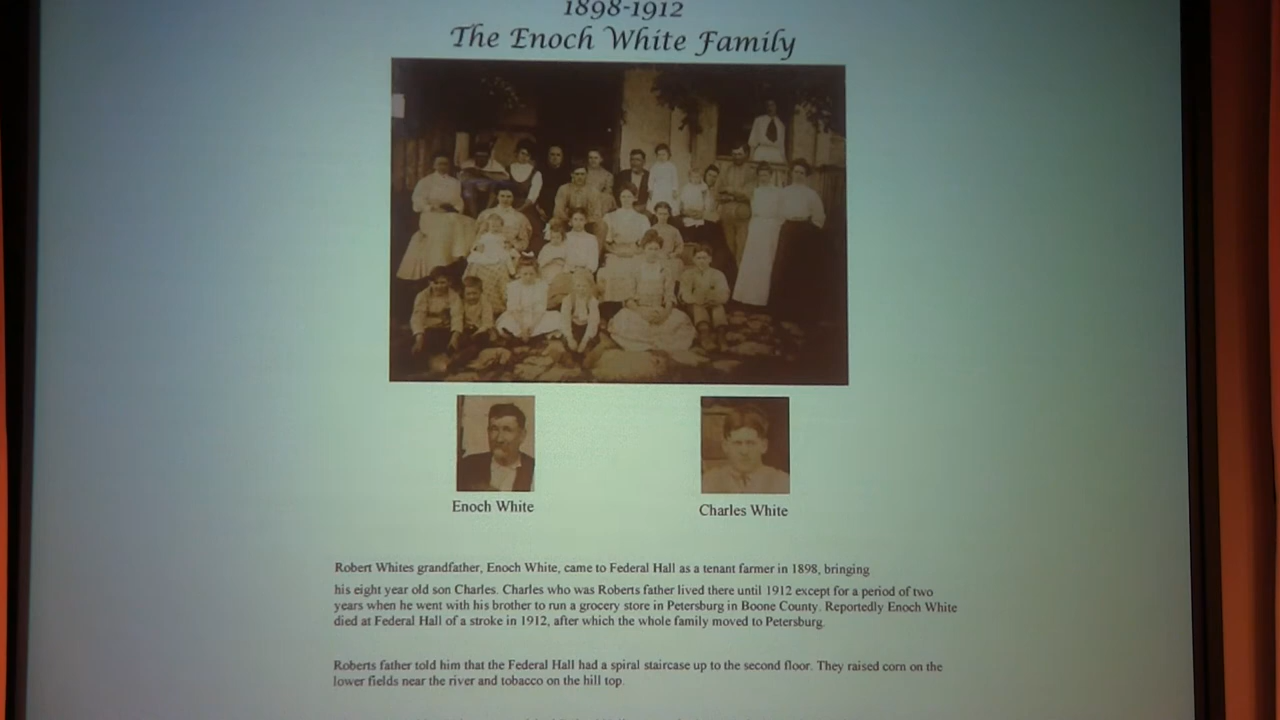 1898-1912
The Enoch White Family
Enoch White
Charles White
Robert Whites grandfather, Enoch White, came to Federal Hall as a tenant farmer in 1898, bringing
his eight year old son Charles. Charles who was Roberts father lived there until 1912 except for a period of two
years when he went with his brother to run a grocery store in Petersburg in Boone County. Reportedly Enoch White
died at Federal Hall of a stroke in 1912, after which the whole family moved to Petersburg.
Roberts father told him that the Federal Hall had a spiral staircase up to the second floor. They raised corn on the
lower fields near the river and tobacco on the hill top.